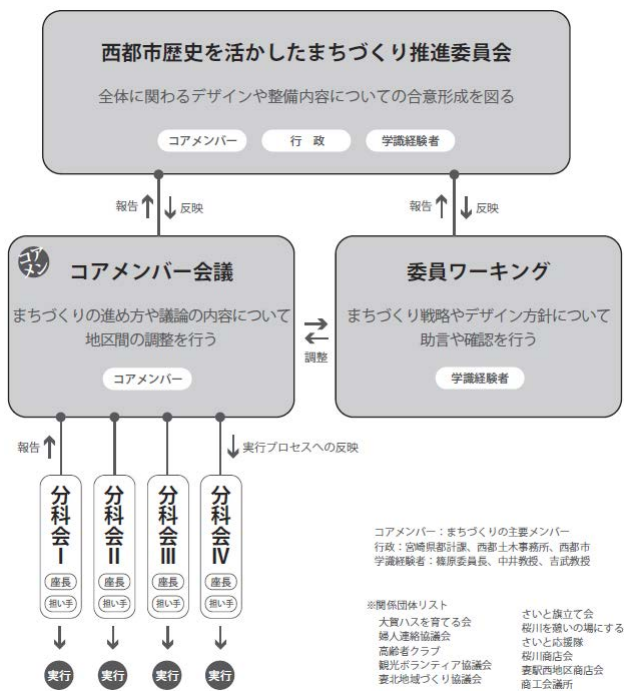 西都市歴史を活かしたまちづくり推進委員会
全体に関わるデザインや整備内容についての合意形成を図る
コアメンバー
行 政
学識経験者
報告
反映
報告
反映
コアメン
コアメンバー会議
まちづくりの進め方や議論の内容について
地区間の調整を行う
コアメンバー
調整
委員ワーキング
まちづくり戦略やデザイン方針について
助言や確認を行う
学識経験者
報告
実行プロセスへの反映
分科会Ⅰ
座長
担い手
実行
分科会Ⅱ
座長
担い手
実行
分科会Ⅲ
座長
担い手
実行
分科会Ⅳ
座長
担い手
実行
コアメンバー：まちづくりの主要メンバー
行政：宮崎県都計課、西都土木事務所、西都市
学識経験者：篠原委員長、中井教授、吉武教授
※関係団体リスト
大賀ハスを育てる会
婦人連絡協議会
高齢者クラブ
観光ボランティア協議会
妻北地域づくり協議会
さいと旗立て会
桜川を憩いの場にする
さいと応援隊
桜川商店会
妻駅西地区商店会
商工会議所